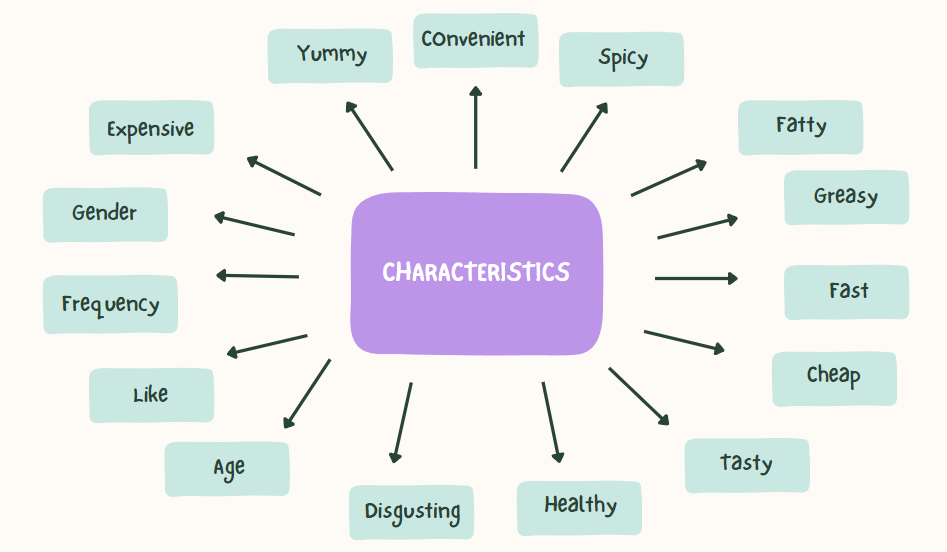 Convenient
Yummy
Spicy
Expensive
Fatty
Greasy
Gender
CHARACTERISTICS
Frequency
Fast
Like
Cheap
Age
Tasty
Disgusting
Healthy